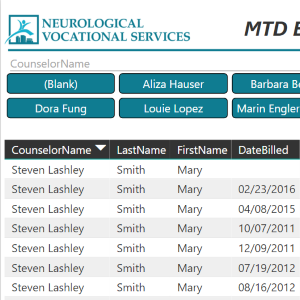 NEUROLOGICAL
VOCATIONAL SERVICES
MTD
CounselorName
(Blank) Aliza Hauser Barbara
Dora Fung Louie Lopez Marin Engler
CounselorName LastName FirstName DateBilled
Steven Lashley Smith Mary
Steven Lashley Smith Mary 02/23/2016
Steven Lashley Smith Mary 04/08/2015
Steven Lashley Smith Mary 10/07/2011
Steven Lashley Smith Mary 12/09/2011
Steven Lashley Smith Mary 07/19/2012
Steven Lashley Smith Mary 08/16/2012